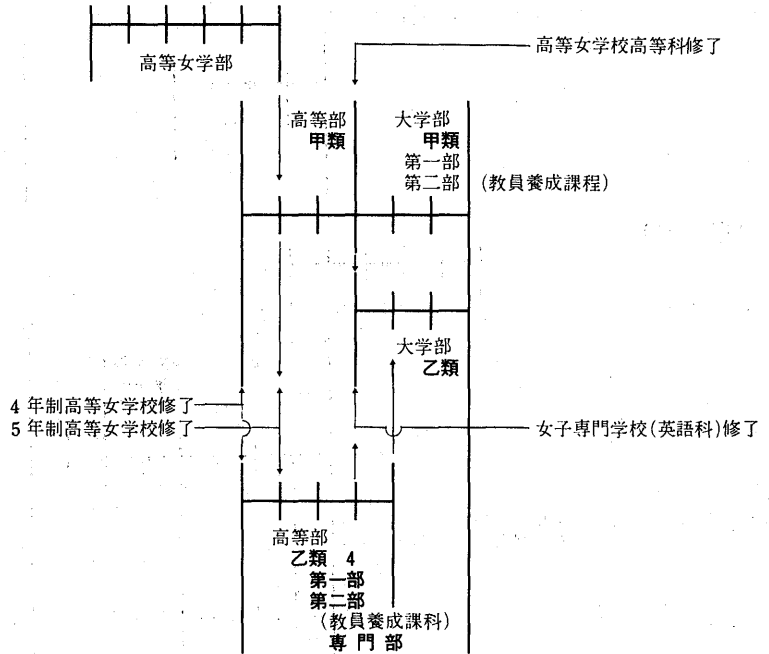 高等女学部
高等女学校高等科修了
高等部
甲類
大学部
甲類
第一部
第二部 (教員養成課程)
大学部
乙類
4年制高等女学校修了
5年制高等女学校修了
女子専門学校(英語科)修了
高等部
乙類 4
第一部
第二部
(教員養成課科)
専門部